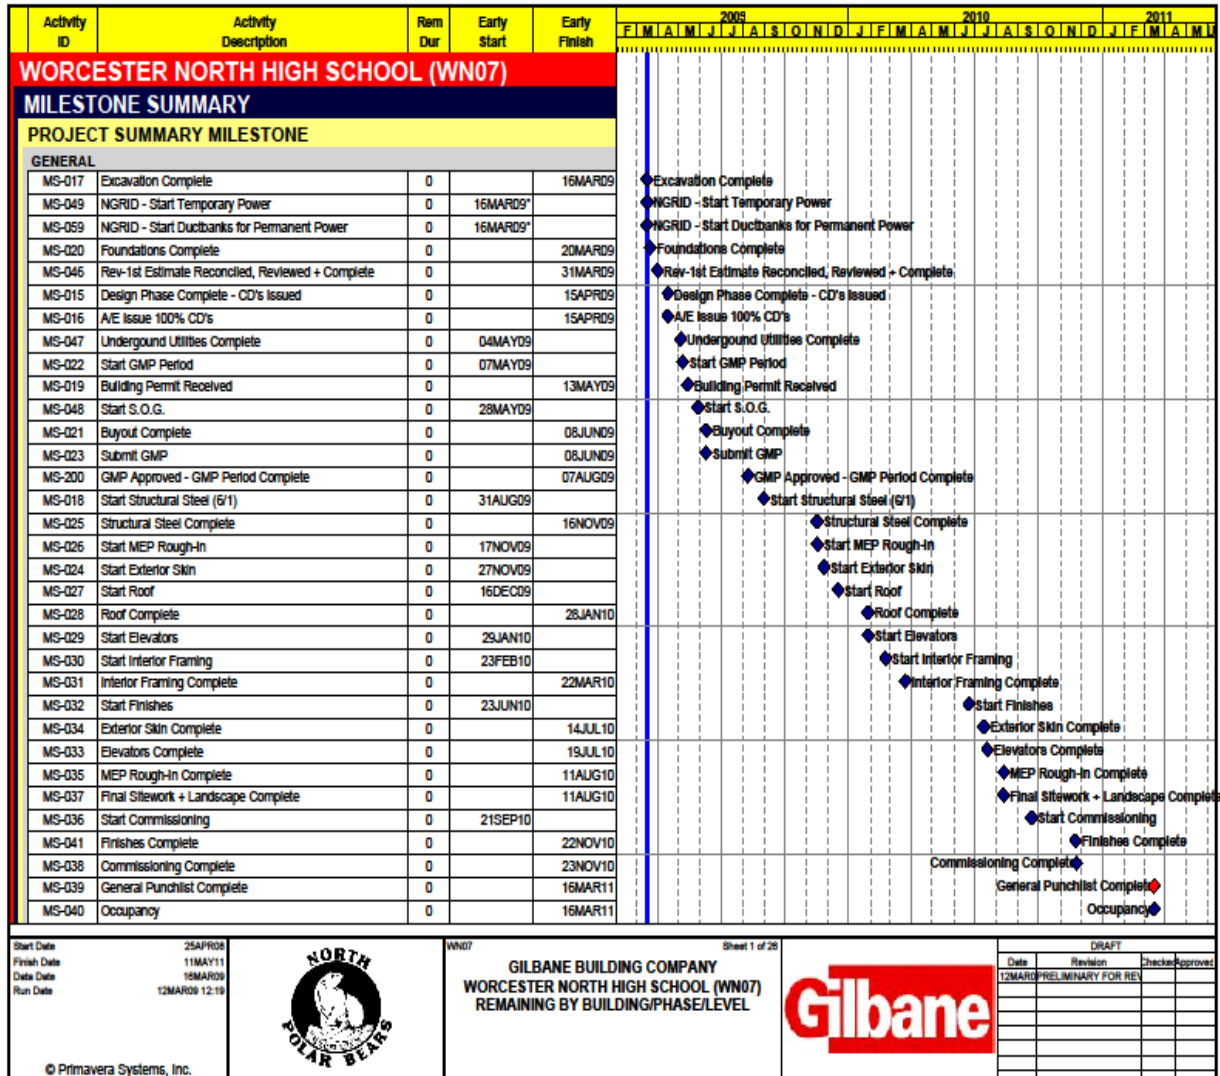 Activity ID Activity Description Rem Dur Early Start Early Finish
2009 2010 2011
F M A M J J A S O N D J F M A M J J A S O N D J F M A M U
WORCESTER NORTH HIGH SCHOOL (WN07)
MILESTONE SUMMARY
PROJECT SUMMARY MILESTONE
GENERAL
MS-017 Excavation Complete 0 16MAR09 Excavation Complete
MS-049 NGRID - Start Temporary Power 0 16MAR09* NGRID - Start Temporary Power
MS-059 NGRID - Start Ductbanks for Permanent Power 0 16MAR09* NGRID - Start Ductbanks for Permanent Power
MS-020 Foundations Complete 0 20MAR09 Foundations Complete
MS-046 Rev-1st Estimate Reconciled, Reviewed + Complete 0 31MAR09 Rev-1st Estimate Reconciled, Reviewed + Complete
MS-015 Design Phase Complete - CD's Issued 0 15APR09 Design Phase Complete - CD's Issued
MS-016 A/E Issue 100% CD's 0 15APR09 A/E Issue 100% CD's
MS-047 Undergound Utilities Complete 0 04MAY09 Undergound Utilities Complete
MS-022 Start GMP Period 0 07MAY09 Start GMP Period
MS-019 Building Permit Received 0 13MAY09 Building Permit Received
MS-048 Start S.O.G. 0 28MAY09 Start S.O.G.
MS-021 Buyout Complete 0 08JUN09 Buyout Complete
MS-023 Submit GMP 0 08JUN09 Submit GMP
MS-200 GMP Approved - GMP Period Complete 0 07AUG09 GMP Approved - GMP Period Complete
MS-018 Start Structural Steel (6/1) 0 31AUG09 Start Structural Steel (6/1)
MS-025 Structural Steel Complete 0 16NOV09 Structural Steel Complete
MS-026 Start MEP Rough-In 0 17NOV09 Start MEP Rough-In
MS-024 Start Exterior Skin 0 27NOV09 Start Exterior Skin
MS-027 Start Roof 0 16DEC09 Start Roof
MS-028 Roof Complete 0 28JAN10 Roof Complete
MS-029 Start Elevators 0 29JAN10 Start Elevators
MS-030 Start Interior Framing 0 23FEB10 Start Interior Framing
MS-031 Interior Framing Complete 0 22MAR10 Interior Framing Complete
MS-032 Start Finishes 0 23JUN10 Start Finishes
MS-034 Exterior Skin Complete 0 14JUL10 Exterior Skin Complete
MS-033 Elevators Complete 0 19JUL10 Elevators Complete
MS-035 MEP Rough-In Complete 0 11AUG10 MEP Rough-In Complete
MS-037 Final Sitework + Landscape Complete 0 11AUG10 Final Sitework + Landscape Complete
MS-036 Start Commissioning 0 21SEP10 Start Commissioning
MS-041 Finishes Complete 0 22NOV10 Finishes Complete
MS-038 Commissioning Complete 0 23NOV10 Commissioning Complete
MS-039 General Punchlist Complete 0 16MAR11 General Punchlist Complete
MS-040 Occupancy 0 16MAR11 Occupancy
Start Date 25APR08
Finish Date 11MAY11
Data Date 16MAR09
Run Date 12MAR09 12:19
© Primavera Systems, Inc.
NORTH
POLAR BEARS
WN07 Sheet 1 of 28
GILBANE BUILDING COMPANY
WORCESTER NORTH HIGH SCHOOL (WN07)
REMAINING BY BUILDING/PHASE/LEVEL
Gilbane
DRAFT
Date Revision Checked Approved
12MAR0 PRELIMINARY FOR REV